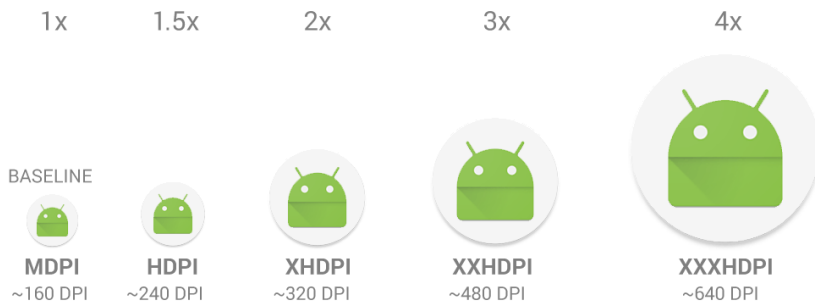 1x 1.5x 2x 3x 4x
BASELINE
MDPI HDPI XHDPI XXHDPI XXXHDPI
~160 DPI ~240 DPI ~320 DPI ~480 DPI ~640 DPI